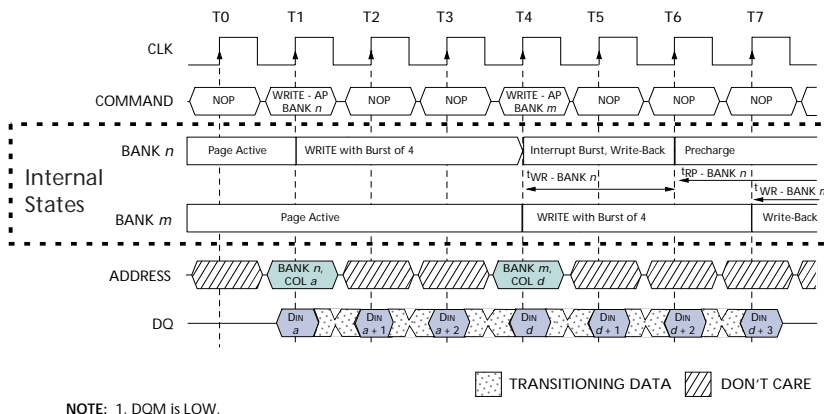 T0 T1 T2 T3 T4 T5 T6 T7
CLK
COMMAND NOP WRITE - AP BANK n NOP NOP WRITE - AP BANK m NOP NOP NOP
Internal States
BANK n Page Active WRITE with Burst of 4 Interrupt Burst, Write-Back Precharge
tWR - BANK n tRP - BANK n
tWR - BANK
BANK m Page Active WRITE with Burst of 4 Write-Back
ADDRESS BANK n, COL a BANK m, COL d
DQ DIN a DIN a + 1 DIN a + 2 DIN d DIN d + 1 DIN d + 2 DIN d + 3
TRANSITIONING DATA DON'T CARE
NOTE: 1. DQM is LOW.